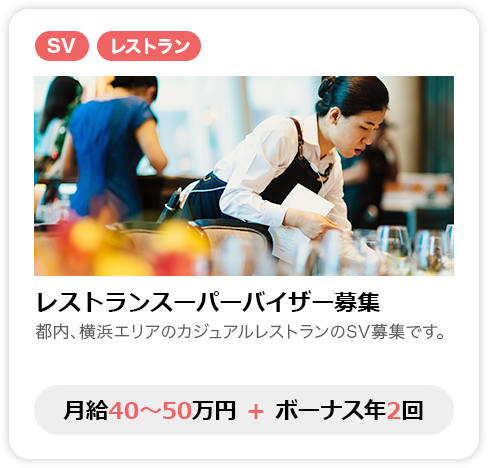 SV レストラン
レストランスーパーバイザー募集
都内、横浜エリアのカジュアルレストランのSV募集です。
月給40〜50万円 + ボーナス年2回